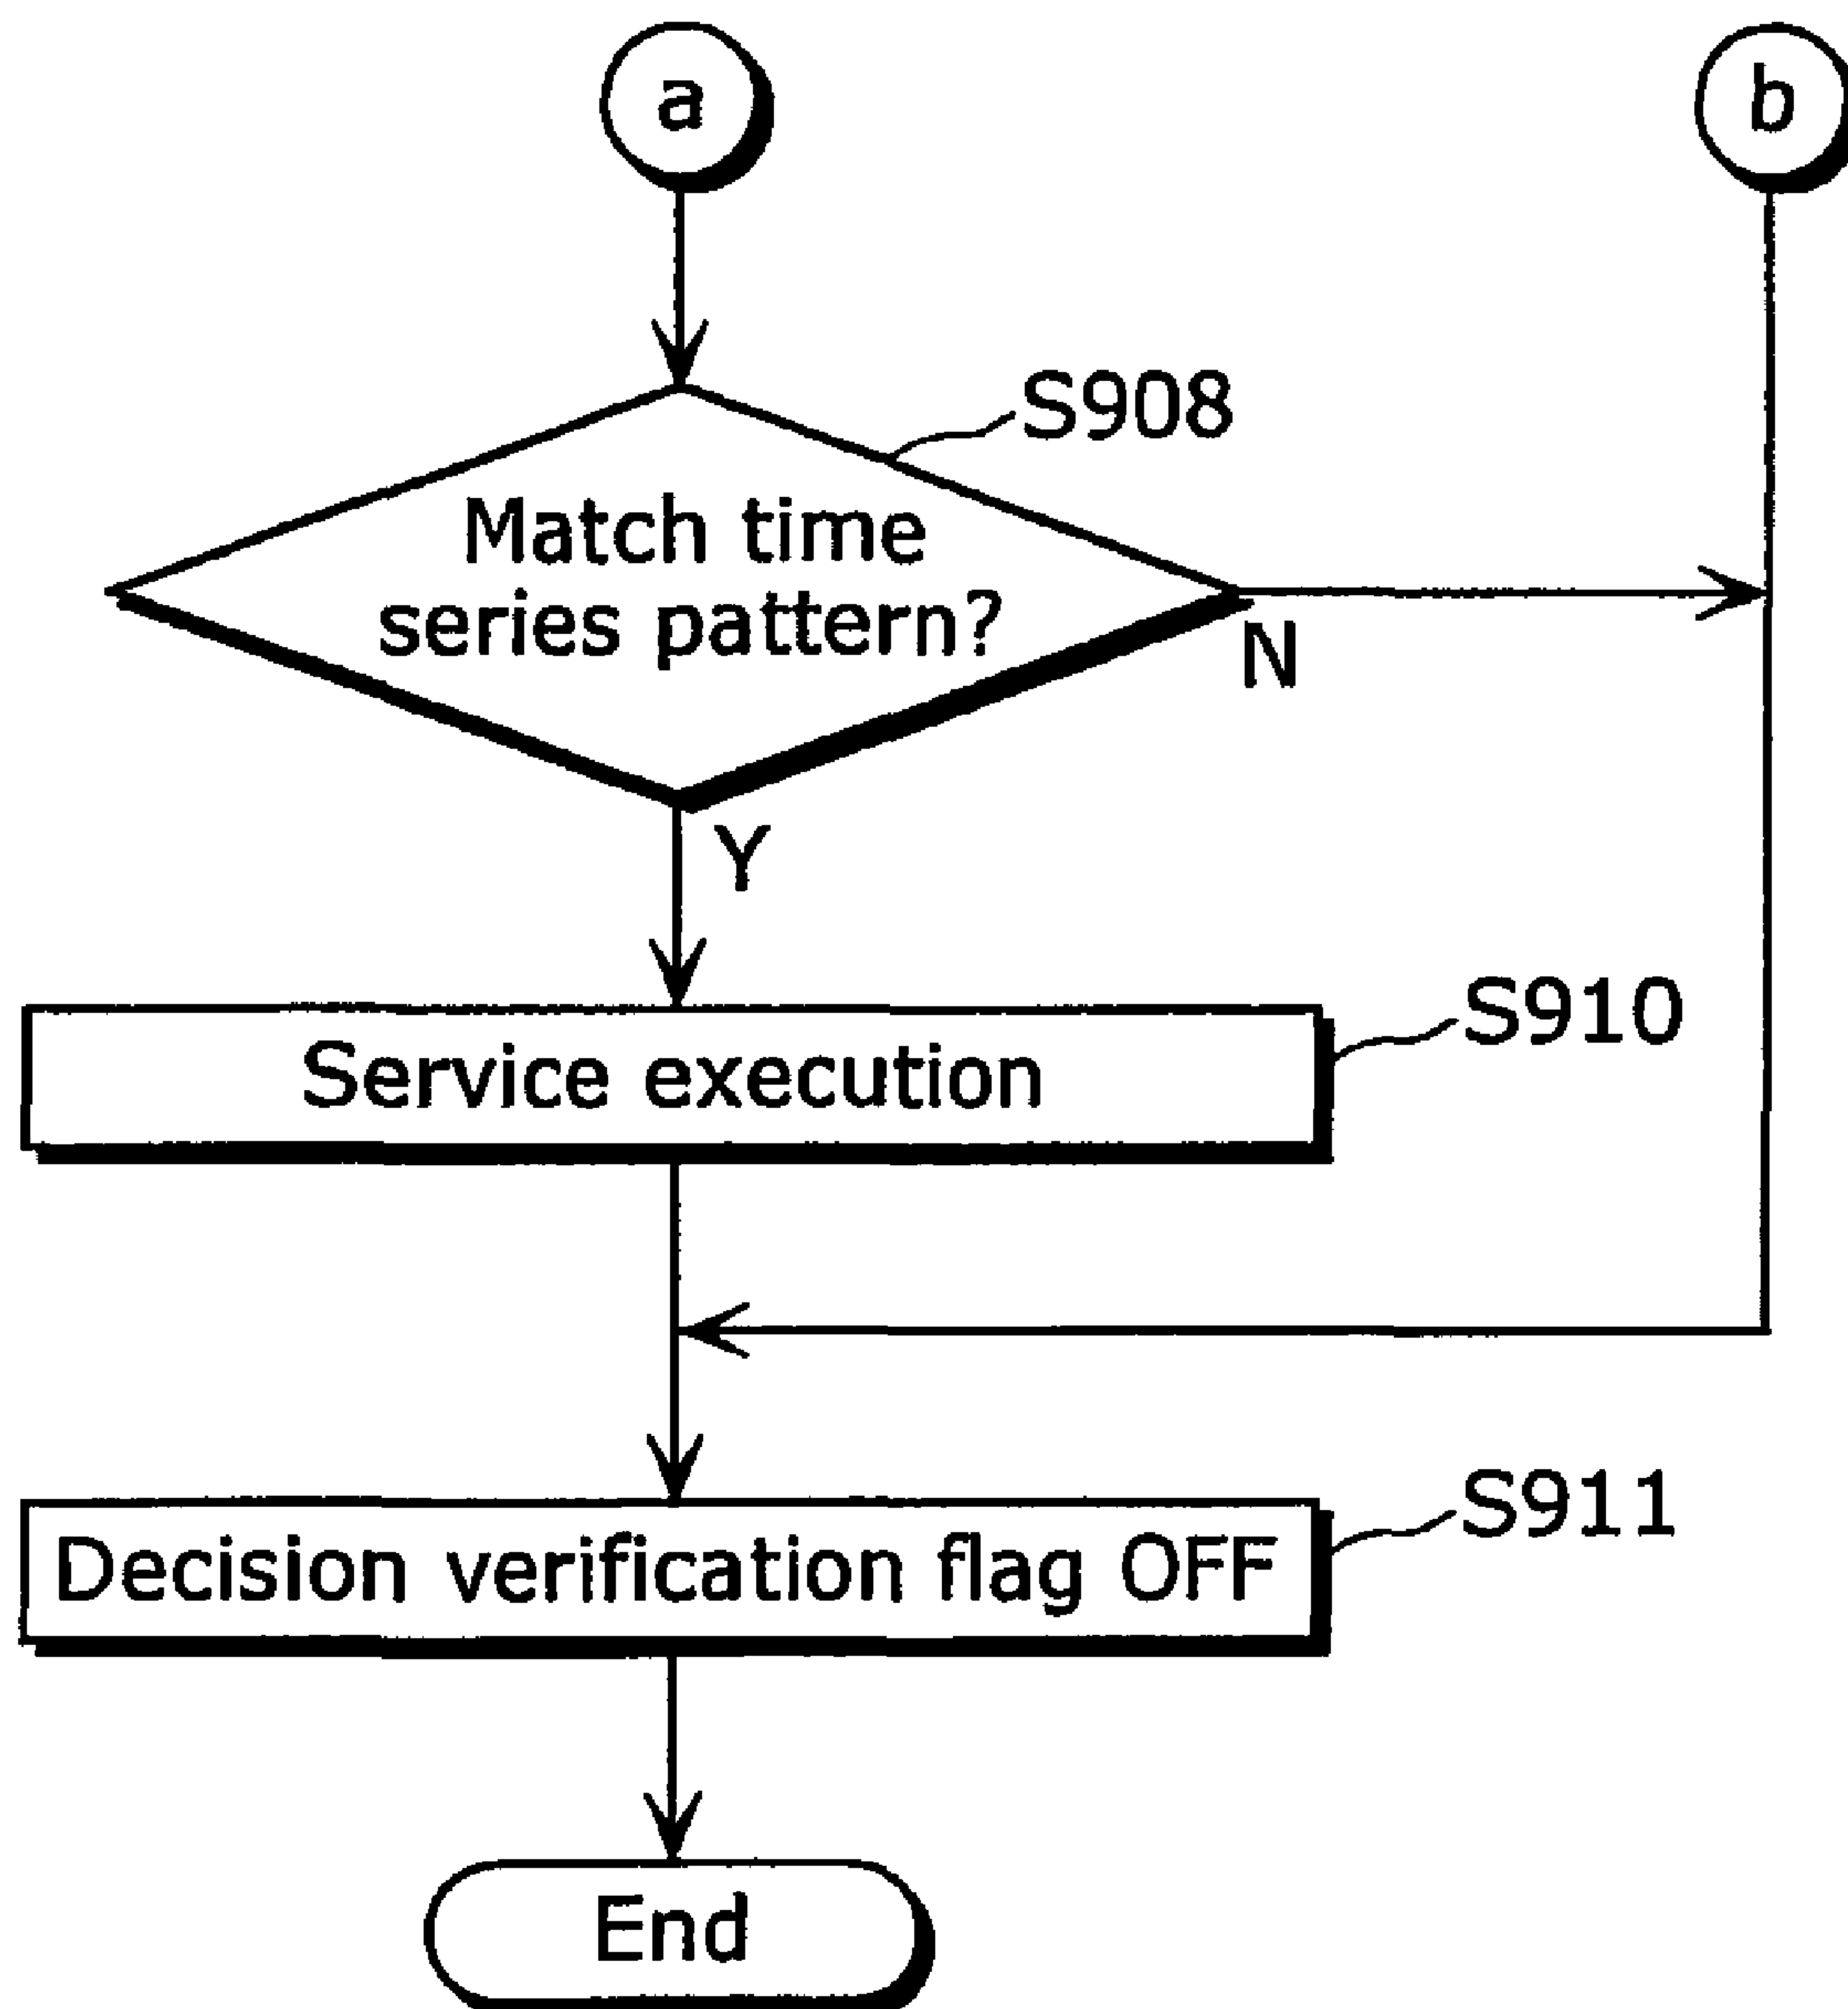 a
b
S908
Match time
series pattern?
N
Y
S910
Service execution
S911
Decision verification flag OFF
End